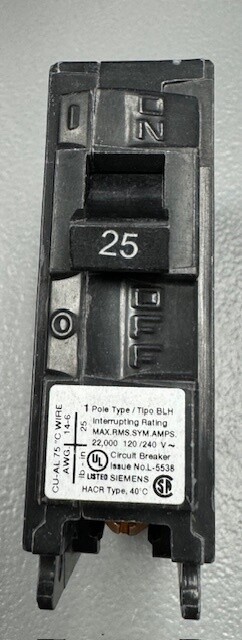 I ON
25
O OFF
CU-AL 75 °C WIRE
AWG 14-6
lb - in 25
1 Pole Type / Tipo BLH
Interrupting Rating
MAX.RMS.SYM.AMPS.
22,000 120/240 V ~
UL Circuit Breaker
Issue No.L-5538
LISTED SIEMENS SA
HACR Type, 40°C